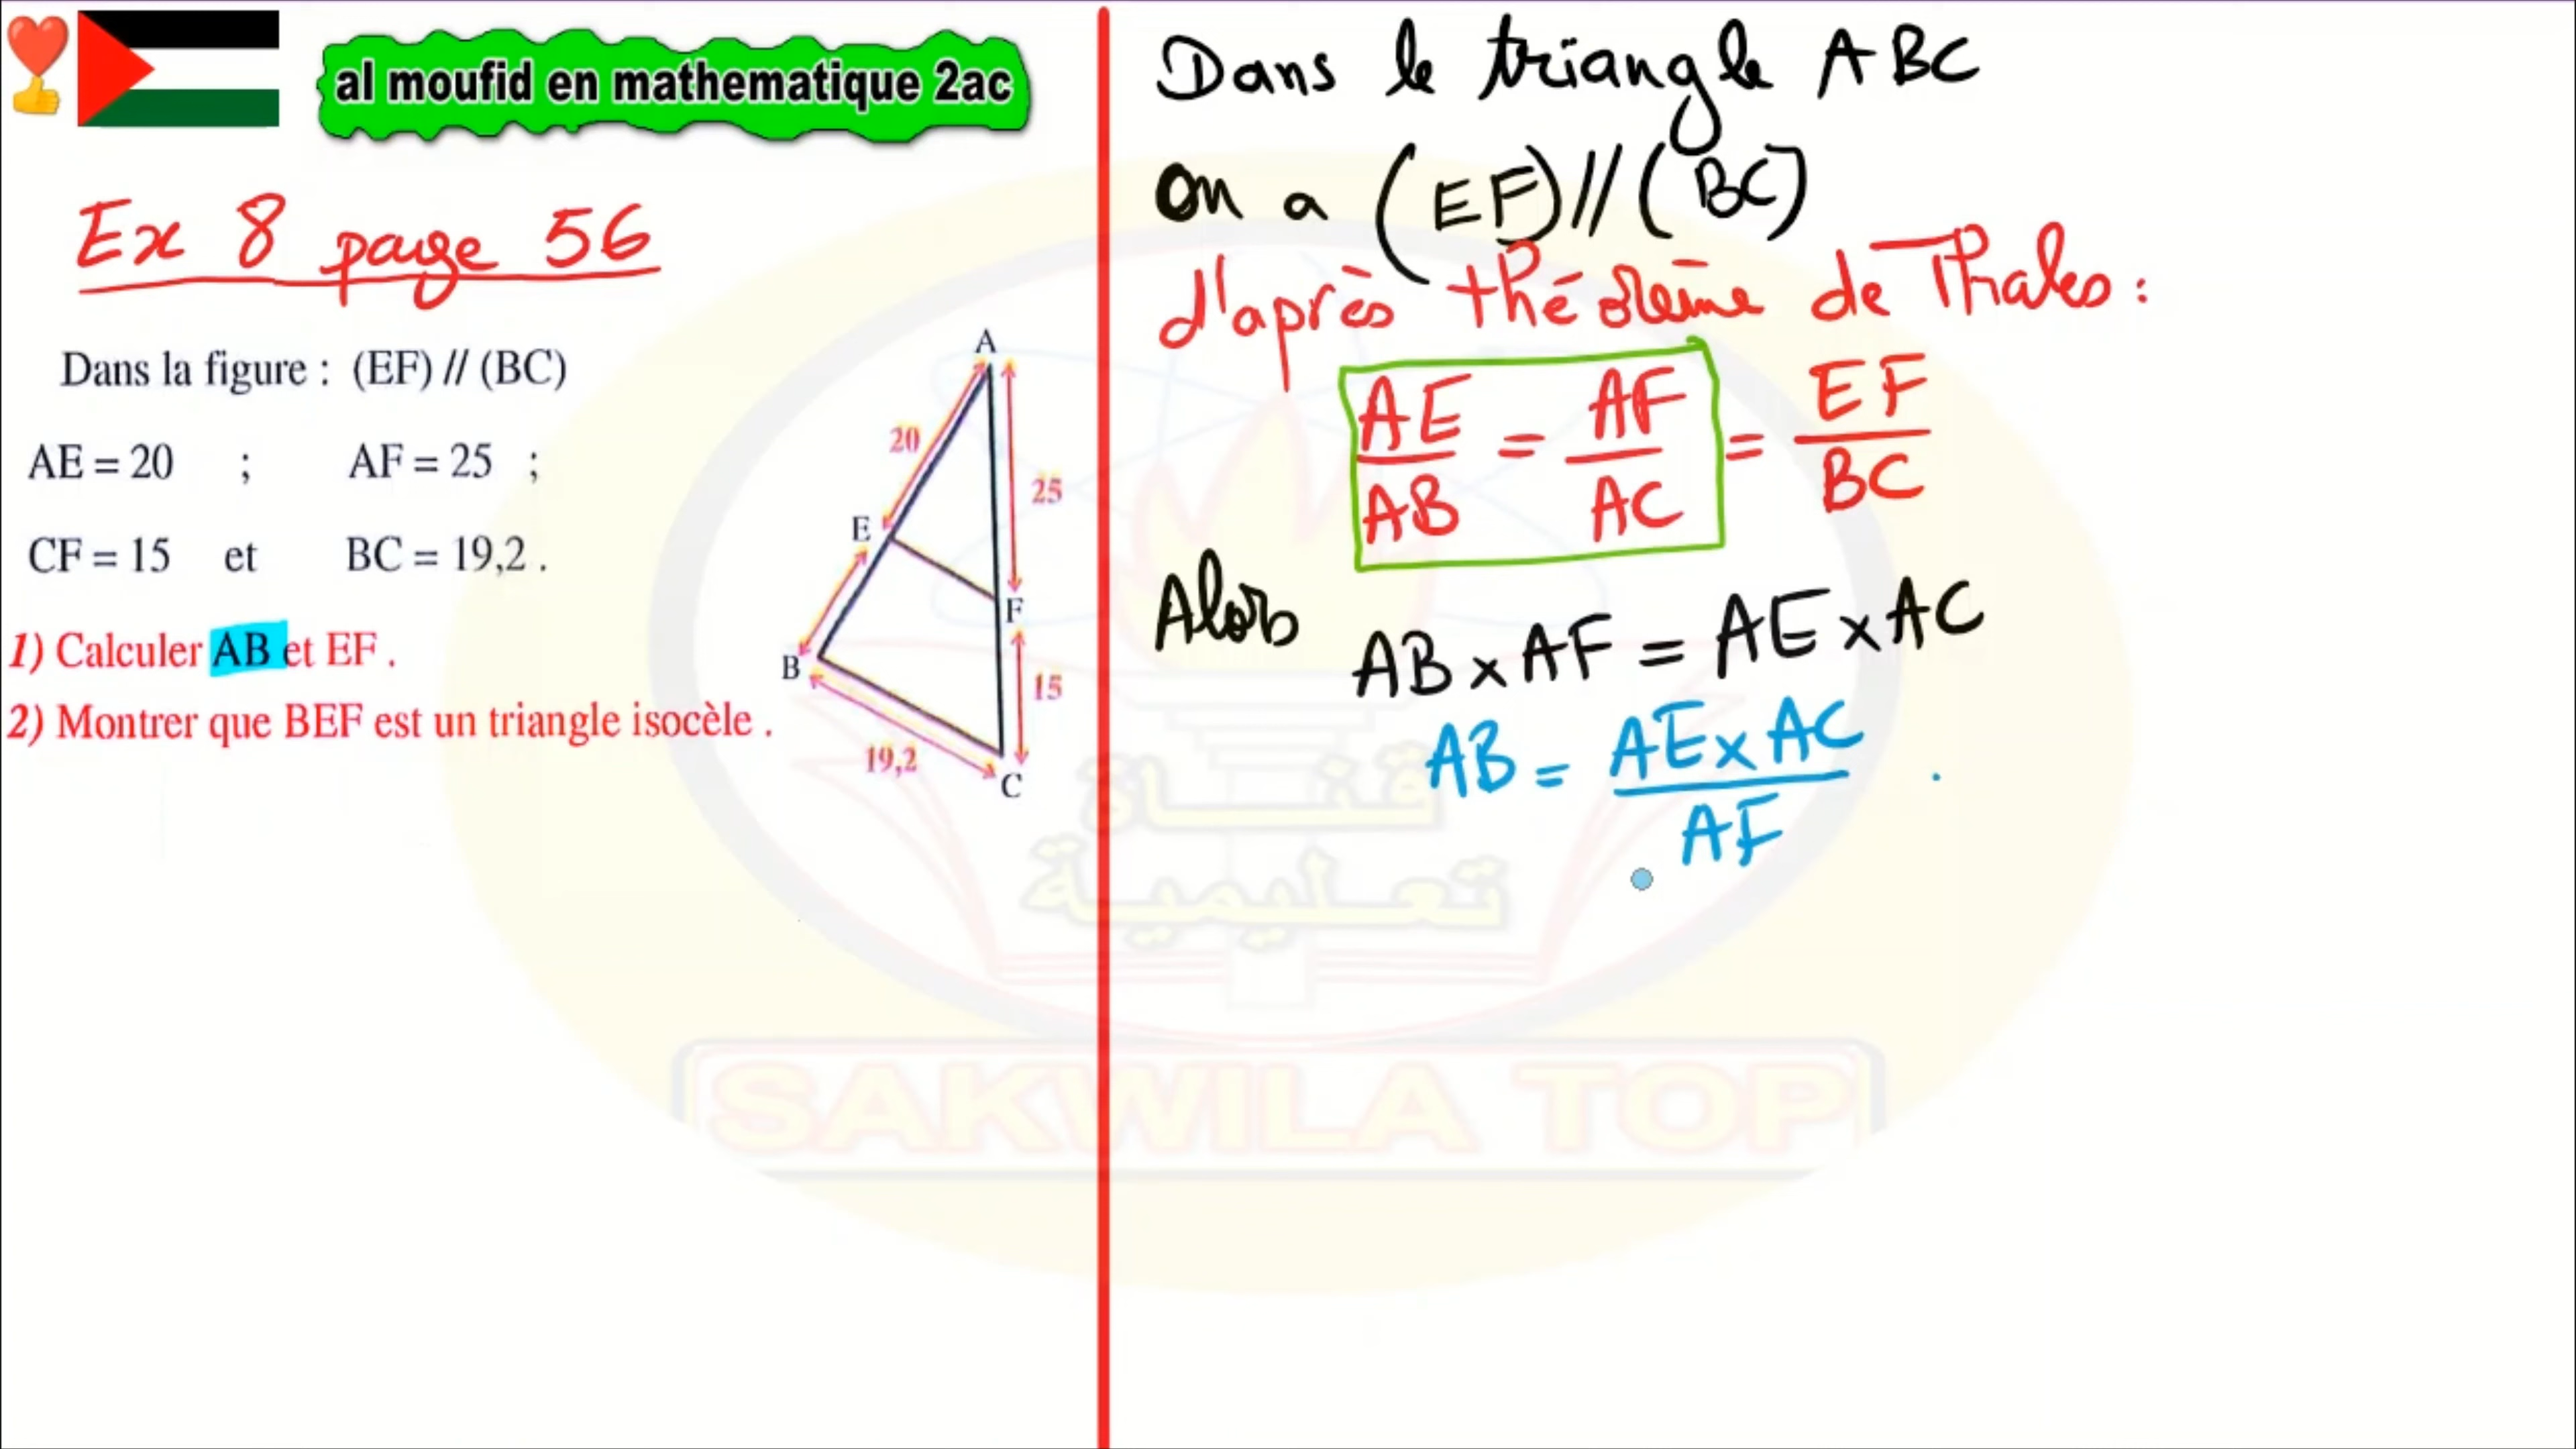 al moufid en mathematique 2ac
Ex 8 page 56
Dans la figure : (EF) // (BC)
AE = 20 ; AF = 25 ;
CF = 15 et BC = 19,2 .
1) Calculer AB et EF .
2) Montrer que BEF est un triangle isocèle .
A
20
25
E
F
B
15
19,2
C
Dans le triangle ABC
on a (EF) // (BC)
d'après théorème de Thales :
AE/AB = AF/AC = EF/BC
Alors AB × AF = AE × AC
AB = AE × AC / AF
قناة
تعليمية
SAKWILA TOP